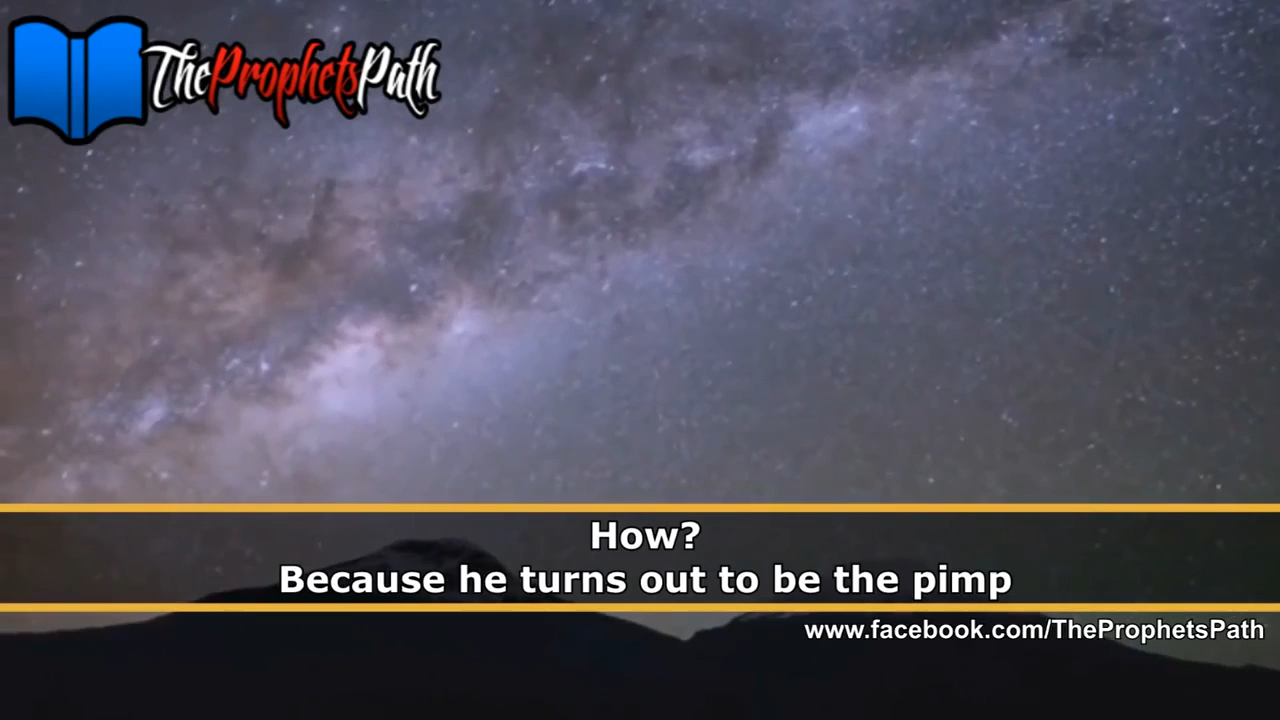 TheProphetsPath
How?
Because he turns out to be the pimp
www.facebook.com/TheProphetsPath